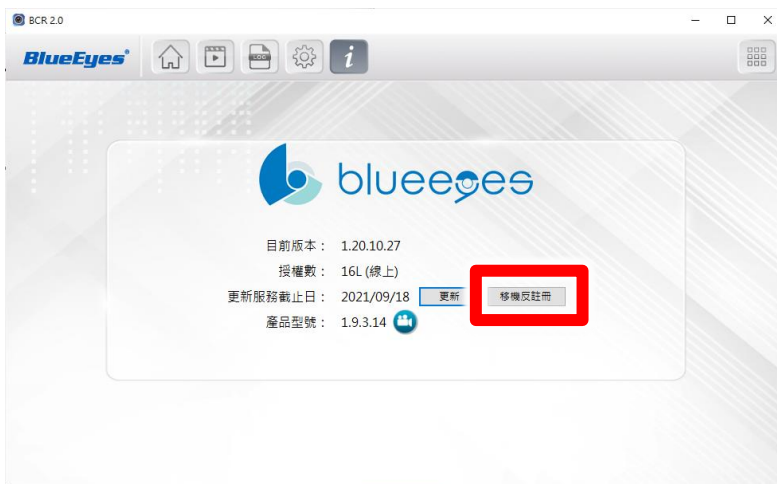 BCR 2.0
BlueEyes
LOG
i
blueeyes
目前版本： 1.20.10.27
授權數： 16L (線上)
更新服務截止日： 2021/09/18 更新 移機反註冊
產品型號： 1.9.3.14